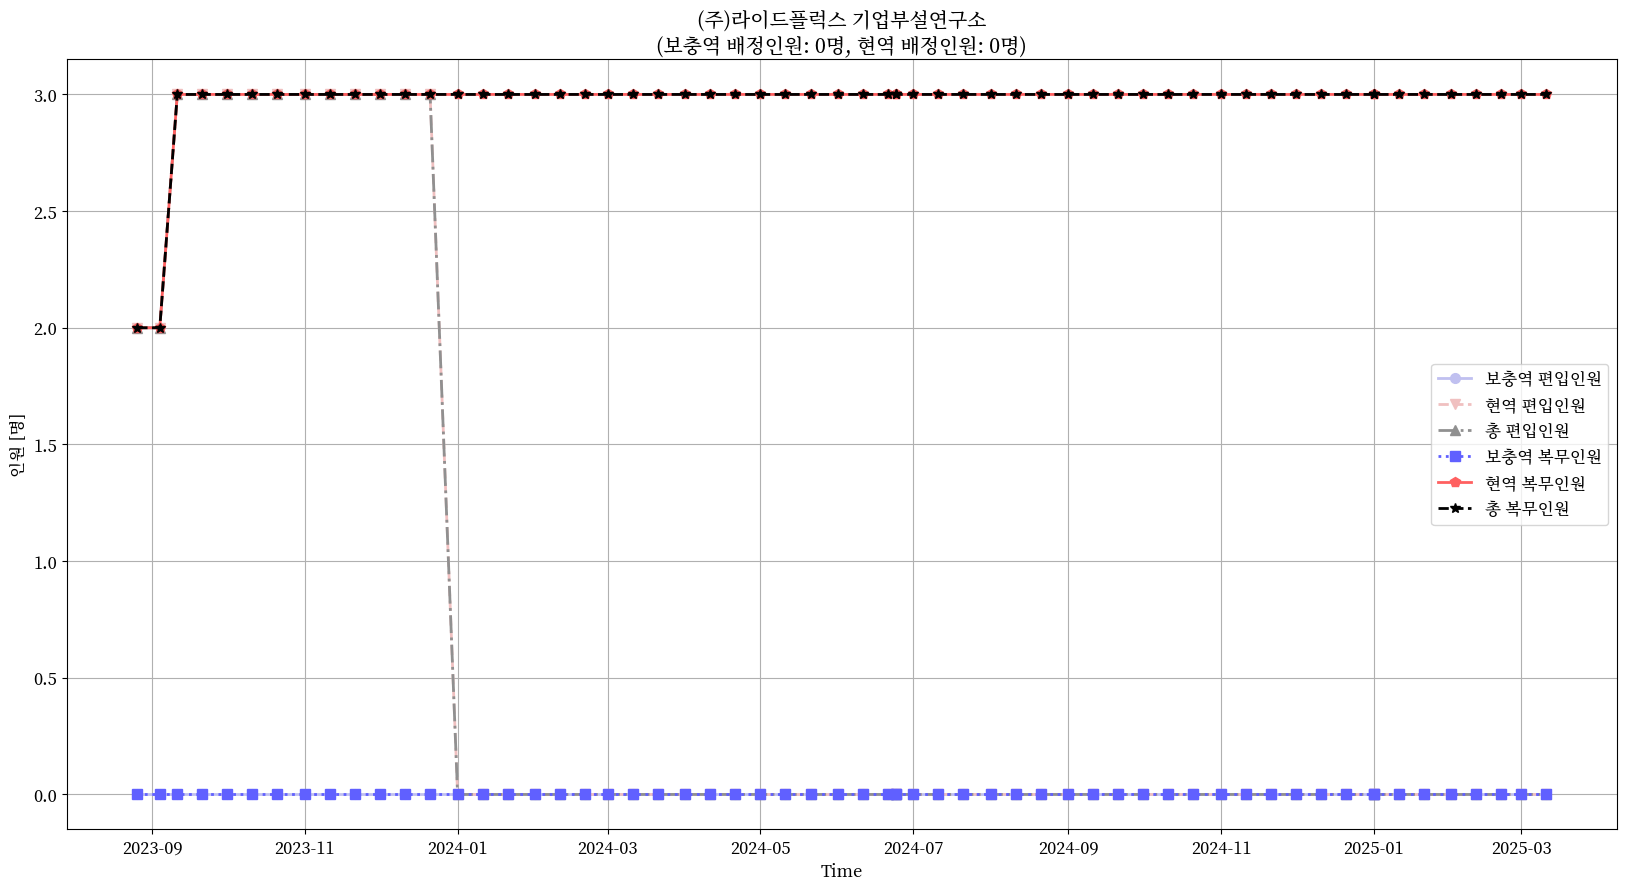 (주)라이드플럭스 기업부설연구소
(보충역 배정인원: 0명, 현역 배정인원: 0명)
3.0
2.5
2.0
1.5
1.0
0.5
0.0
인원 [명]
보충역 편입인원
현역 편입인원
총 편입인원
보충역 복무인원
현역 복무인원
총 복무인원
2023-09
2023-11
2024-01
2024-03
2024-05
2024-07
2024-09
2024-11
2025-01
2025-03
Time